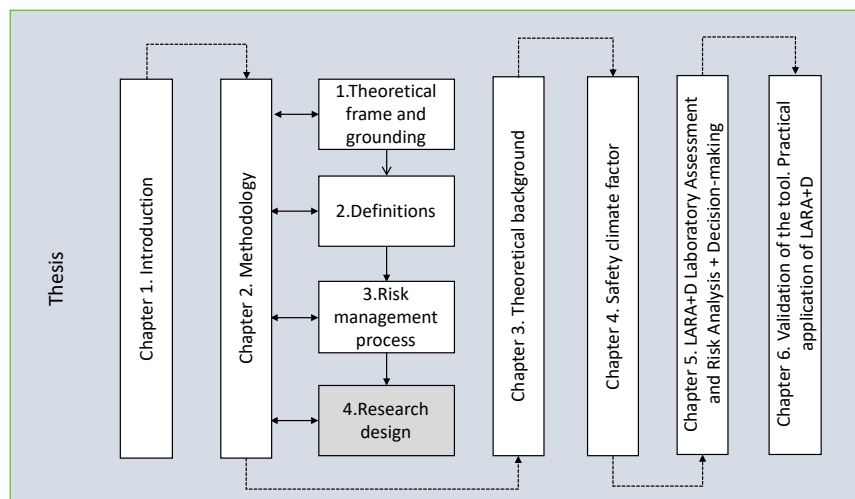 Thesis
Chapter 1. Introduction
Chapter 2. Methodology
1.Theoretical
frame and
grounding
2.Definitions
3.Risk
management
process
4.Research
design
Chapter 3. Theoretical background
Chapter 4. Safety climate factor
Chapter 5. LARA+D Laboratory Assessment
and Risk Analysis + Decision-making
Chapter 6. Validation of the tool. Practical
application of LARA+D